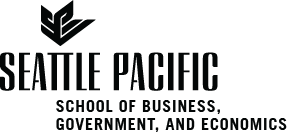 SEATTLE PACIFIC
SCHOOL OF BUSINESS,
GOVERNMENT, AND ECONOMICS